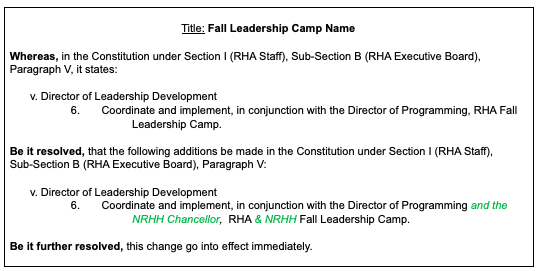 Title: Fall Leadership Camp Name
Whereas, in the Constitution under Section I (RHA Staff), Sub-Section B (RHA Executive Board),
Paragraph V, it states:
v. Director of Leadership Development
6. Coordinate and implement, in conjunction with the Director of Programming, RHA Fall
Leadership Camp.
Be it resolved, that the following additions be made in the Constitution under Section I (RHA Staff),
Sub-Section B (RHA Executive Board), Paragraph V:
v. Director of Leadership Development
6. Coordinate and implement, in conjunction with the Director of Programming and the
NRHH Chancellor, RHA & NRHH Fall Leadership Camp.
Be it further resolved, this change go into effect immediately.